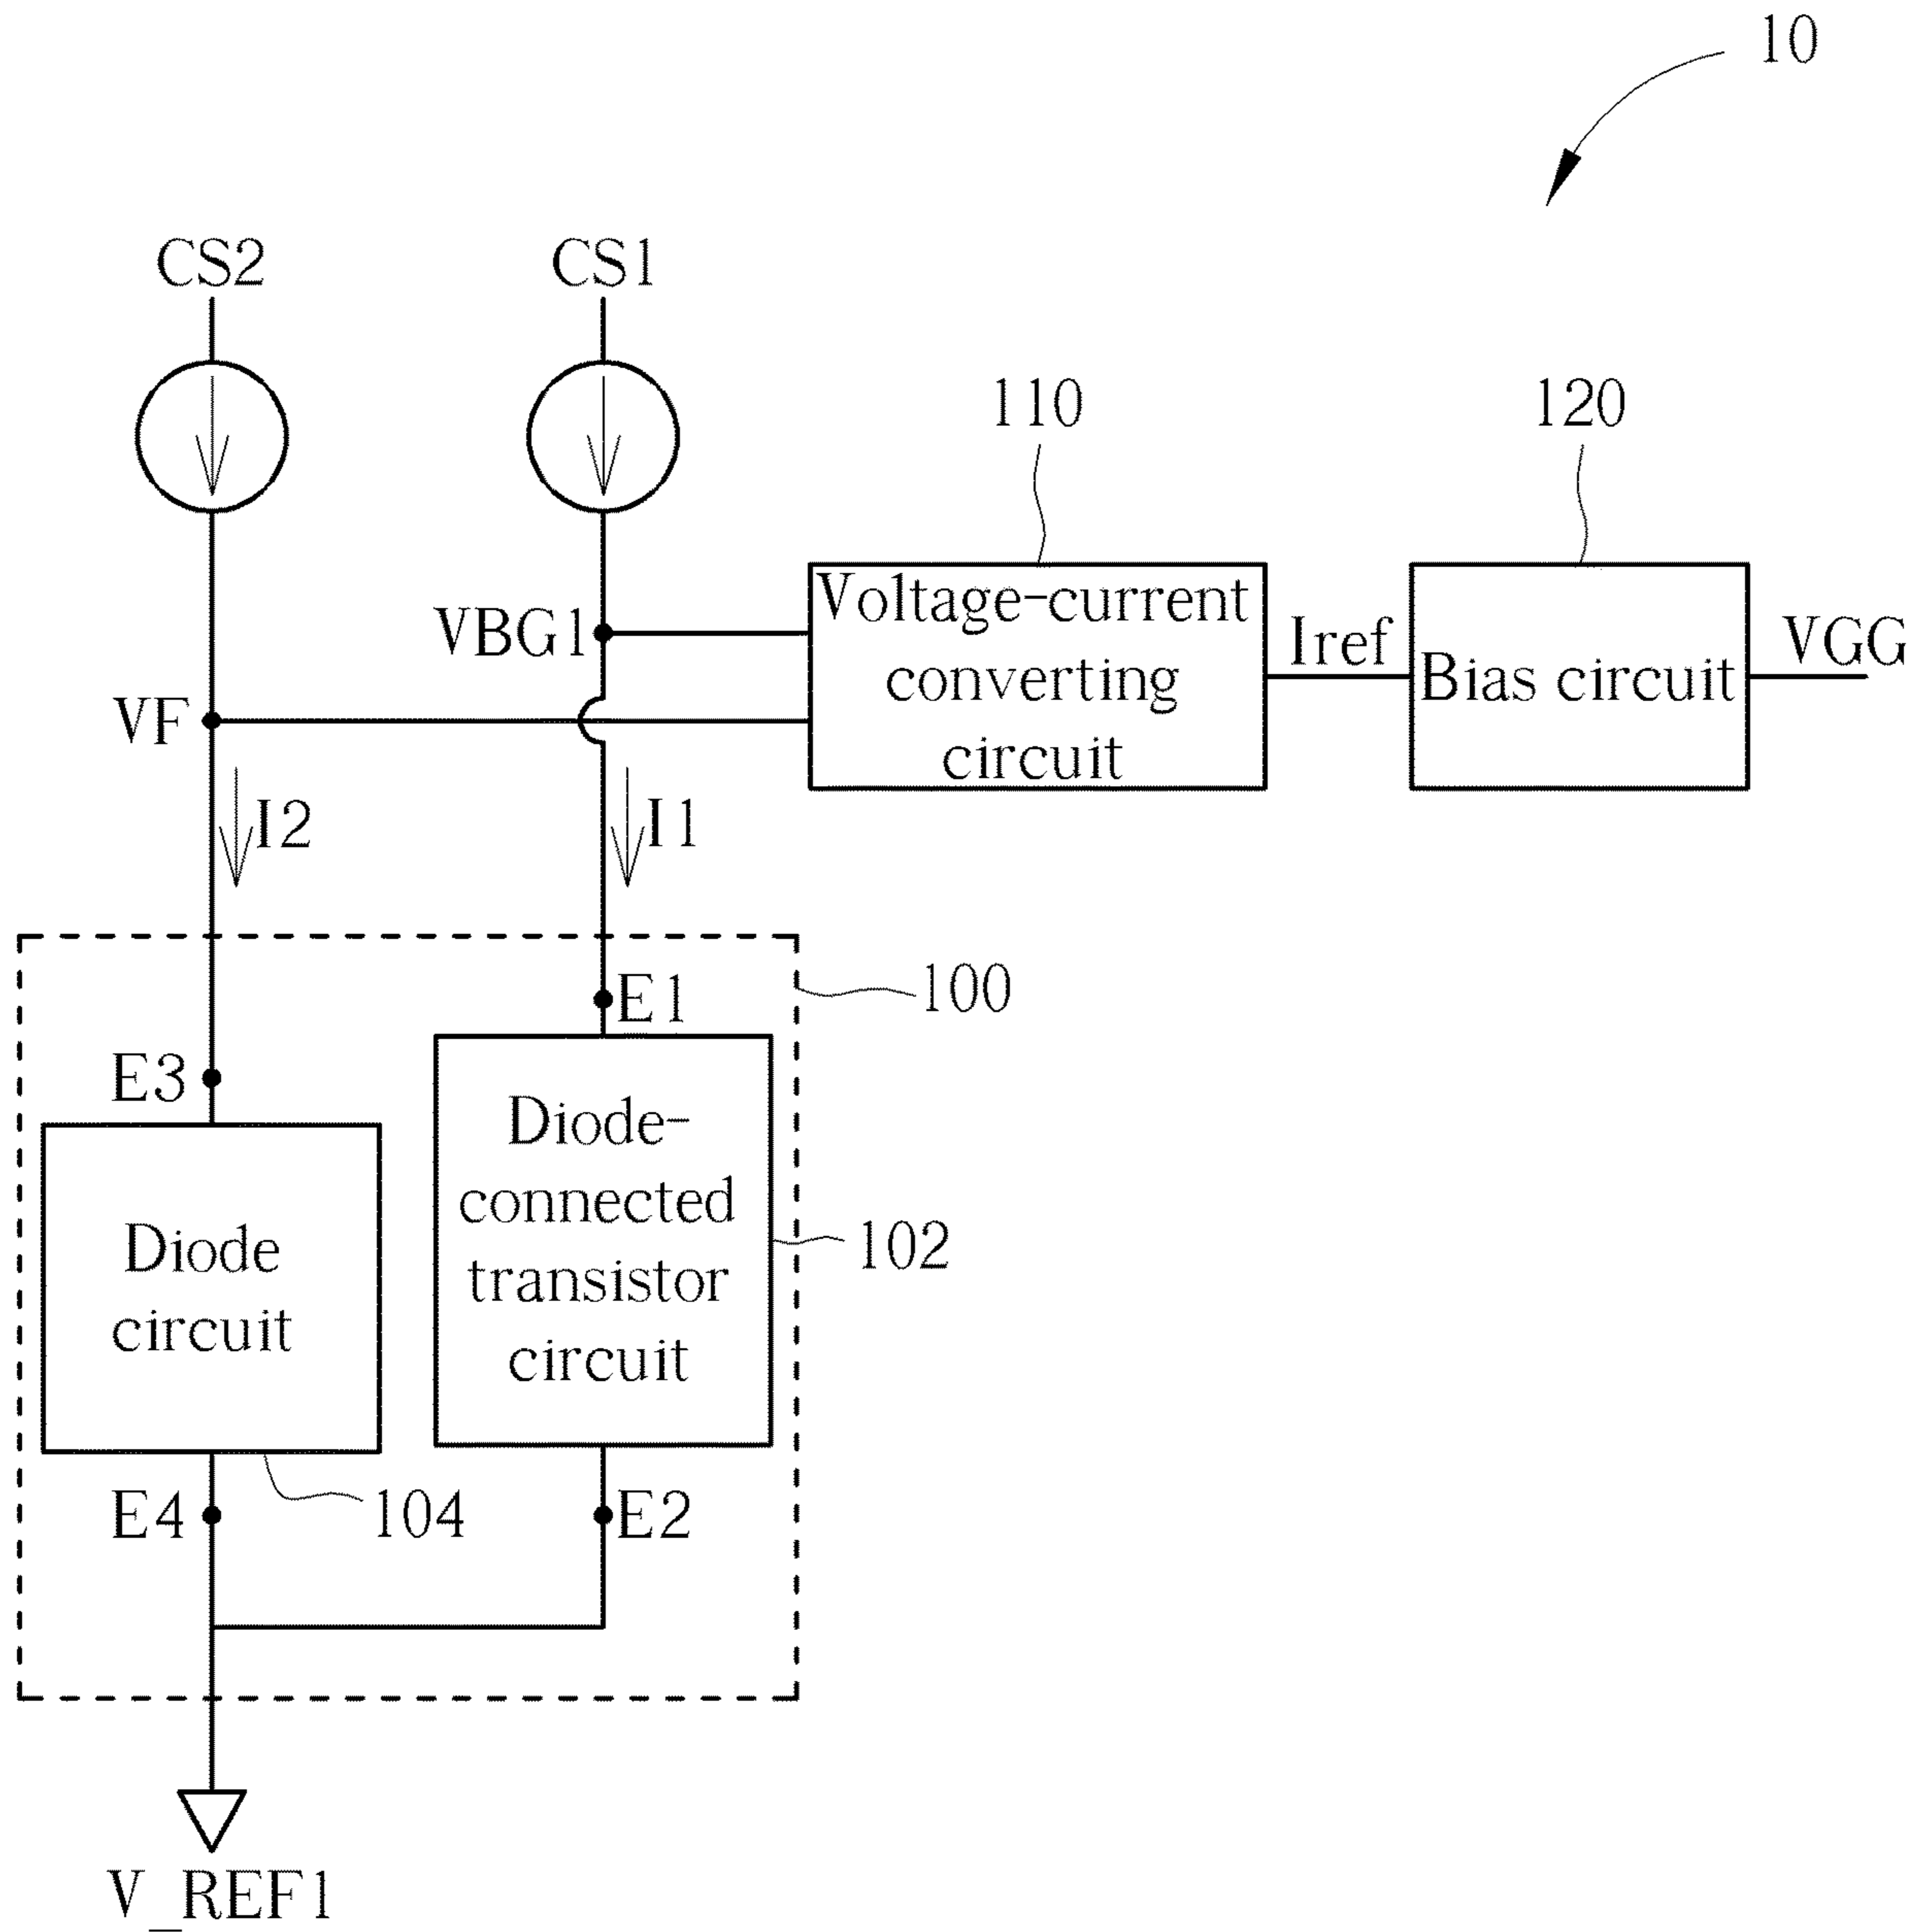 10
CS2
CS1
110
120
VBG1
Voltage-current
converting
circuit
Iref
Bias circuit
VGG
VF
I2
I1
100
E1
E3
Diode-
connected
transistor
circuit
Diode
circuit
102
E4
104
E2
V_REF1